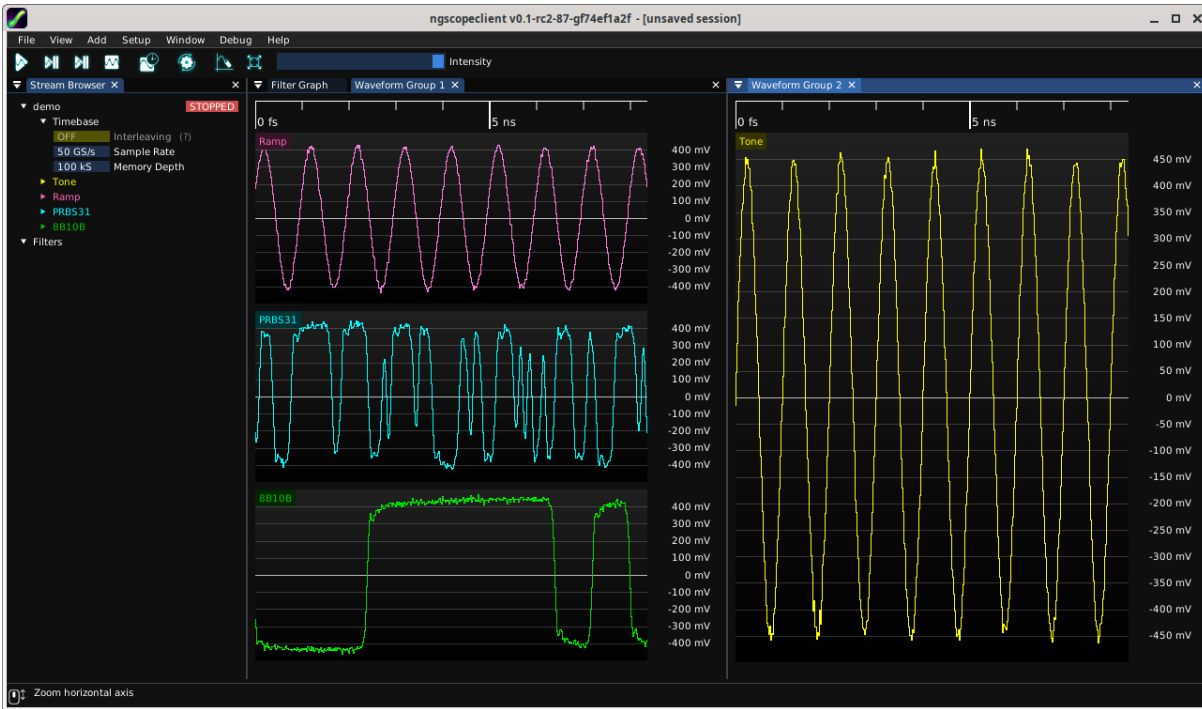 ngscopeclient v0.1-rc2-87-gf74ef1a2f - [unsaved session]
File View Add Setup Window Debug Help
Intensity
Stream Browser
demo STOPPED
Timebase
OFF Interleaving (?)
50 GS/s Sample Rate
100 kS Memory Depth
Tone
Ramp
PRBS31
8B10B
Filters
Filter Graph Waveform Group 1
0 fs 5 ns
Ramp
400 mV
300 mV
200 mV
100 mV
0 mV
-100 mV
-200 mV
-300 mV
-400 mV
PRBS31
400 mV
300 mV
200 mV
100 mV
0 mV
-100 mV
-200 mV
-300 mV
-400 mV
8B10B
400 mV
300 mV
200 mV
100 mV
0 mV
-100 mV
-200 mV
-300 mV
-400 mV
Waveform Group 2
0 fs 5 ns
Tone
450 mV
400 mV
350 mV
300 mV
250 mV
200 mV
150 mV
100 mV
50 mV
0 mV
-50 mV
-100 mV
-150 mV
-200 mV
-250 mV
-300 mV
-350 mV
-400 mV
-450 mV
Zoom horizontal axis